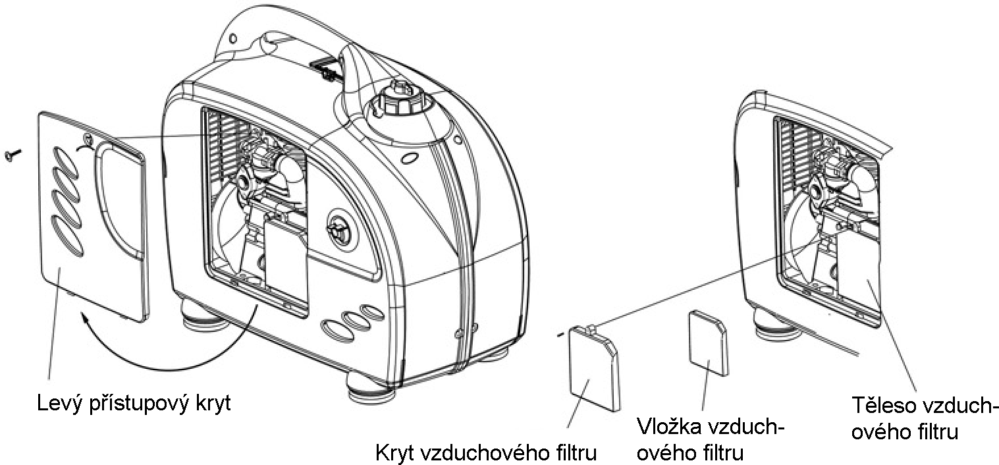 Levý přístupový kryt
Kryt vzduchového filtru
Vložka vzduch-
ového filtru
Těleso vzduch-
ového filtru